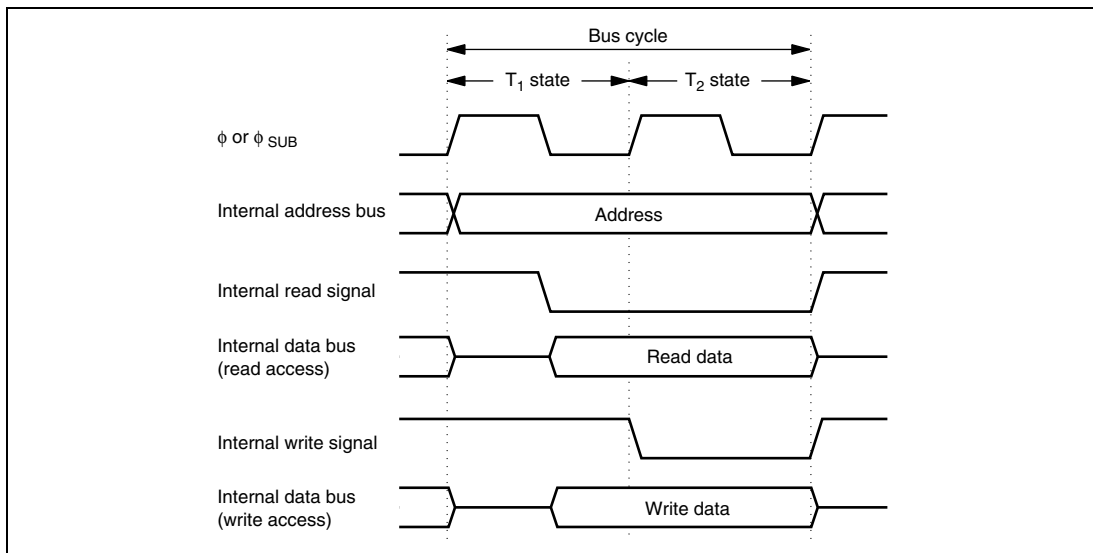 Bus cycle
T1 state
T2 state
φ or φ SUB
Internal address bus
Address
Internal read signal
Internal data bus
(read access)
Read data
Internal write signal
Internal data bus
(write access)
Write data